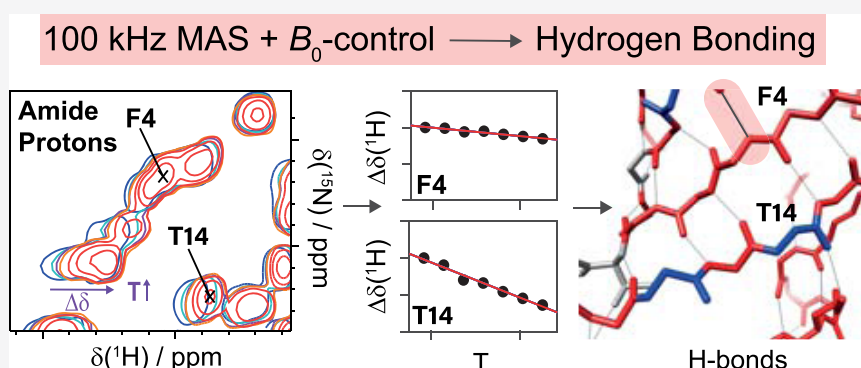 100 kHz MAS + B₀-control ⟶ Hydrogen Bonding
Amide
Protons
F4
T14
Δδ
T↑
δ(¹H) / ppm
δ(¹⁵N) / ppm
Δδ(¹H)
F4
Δδ(¹H)
T14
T
F4
T14
H-bonds